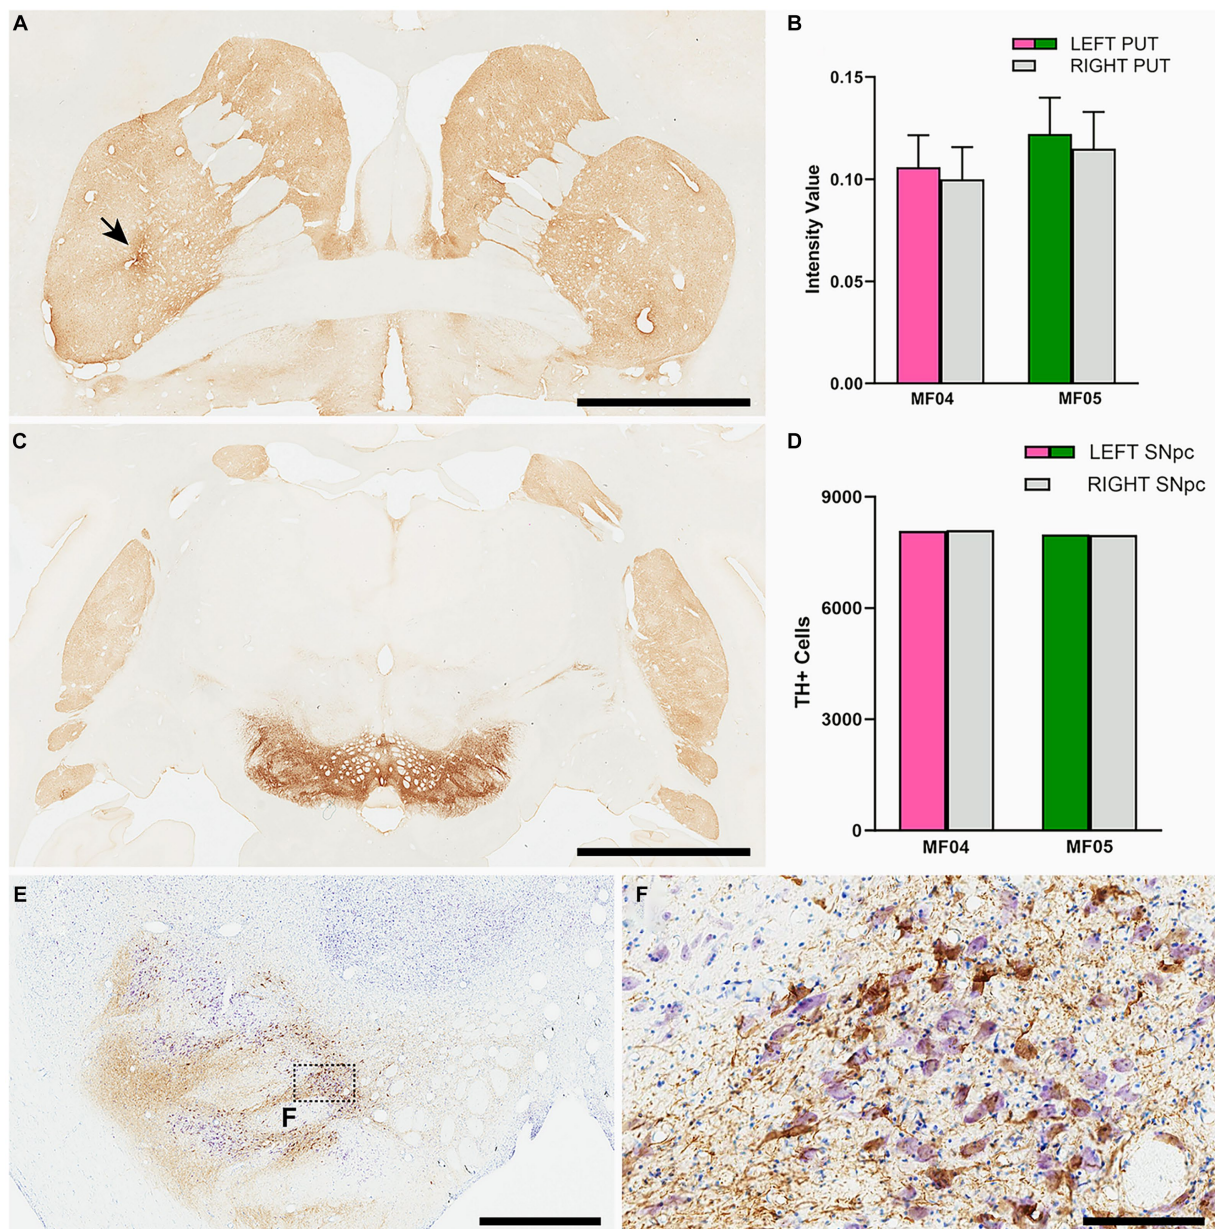 A
B
LEFT PUT
RIGHT PUT
0.15
0.10
0.05
0.00
Intensity Value
MF04 MF05
C
D
LEFT SNpc
RIGHT SNpc
9000
6000
3000
0
TH+ Cells
MF04 MF05
E
F
F